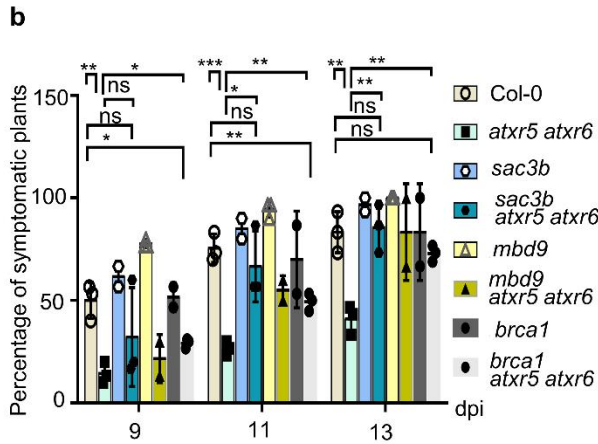 b
** * *** ** ** **
ns * **
ns ns ns
* ** ns
Percentage of symptomatic plants
150
100
50
0
9 11 13 dpi
Col-0
atxr5 atxr6
sac3b
sac3b
atxr5 atxr6
mbd9
mbd9
atxr5 atxr6
brca1
brca1
atxr5 atxr6